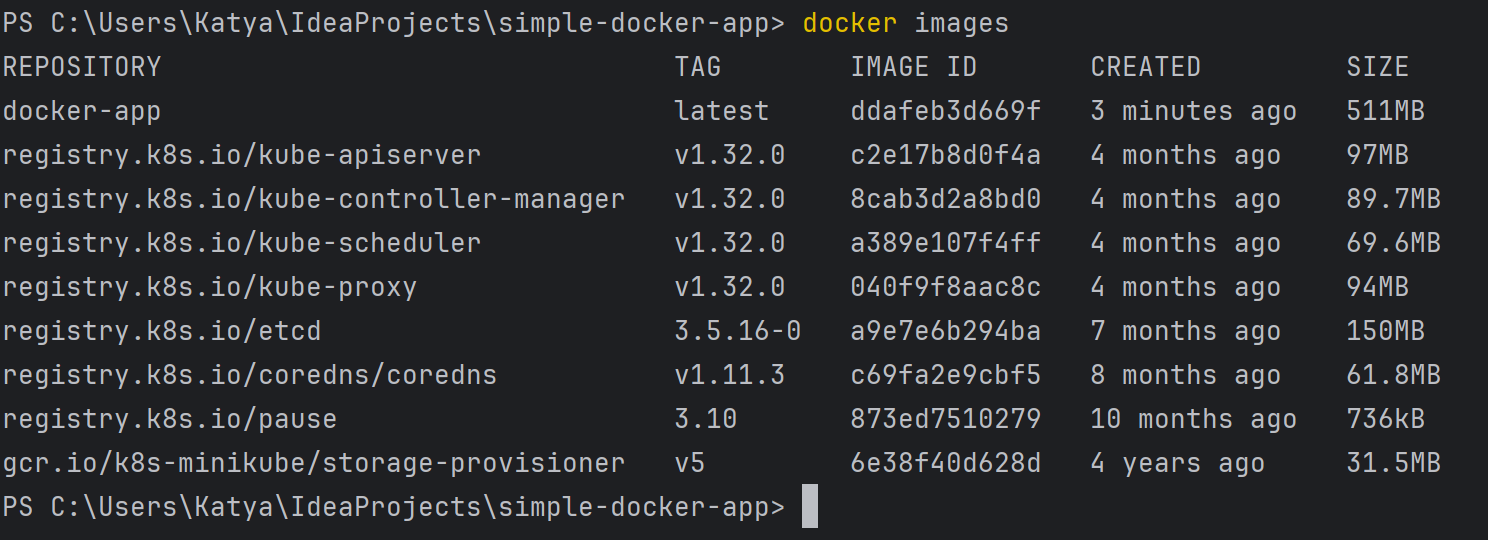 PS C:\Users\Katya\IdeaProjects\simple-docker-app> docker images
REPOSITORY TAG IMAGE ID CREATED SIZE
docker-app latest ddafeb3d669f 3 minutes ago 511MB
registry.k8s.io/kube-apiserver v1.32.0 c2e17b8d0f4a 4 months ago 97MB
registry.k8s.io/kube-controller-manager v1.32.0 8cab3d2a8bd0 4 months ago 89.7MB
registry.k8s.io/kube-scheduler v1.32.0 a389e107f4ff 4 months ago 69.6MB
registry.k8s.io/kube-proxy v1.32.0 040f9f8aac8c 4 months ago 94MB
registry.k8s.io/etcd 3.5.16-0 a9e7e6b294ba 7 months ago 150MB
registry.k8s.io/coredns/coredns v1.11.3 c69fa2e9cbf5 8 months ago 61.8MB
registry.k8s.io/pause 3.10 873ed7510279 10 months ago 736kB
gcr.io/k8s-minikube/storage-provisioner v5 6e38f40d628d 4 years ago 31.5MB
PS C:\Users\Katya\IdeaProjects\simple-docker-app>